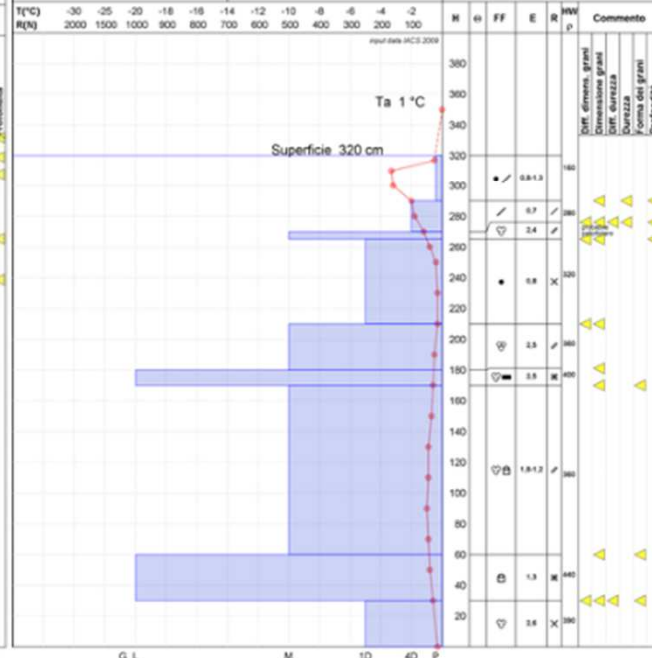 T(°C) -30 -25 -20 -18 -16 -14 -12 -10 -8 -6 -4 -2 H FF E R HW Commento
R(N) 2000 1500 1000 900 800 700 600 500 400 300 200 100 ρ
input data IACS 2009
Diff. dimens. grani
Dimensione grani
Diff. durezza
Durezza
Forma dei grani
380
360
Ta 1 °C
340
Superficie 320 cm
320
160
300 0,8-1,3
280 0,7 280
2,4
260
240 0,8 320
220
200 2,5 360
180 3,5 400
160
140
120 1,8-1,2 360
100
80
60
40 1,3 440
20 2,6 390
G L M 1D 4D P